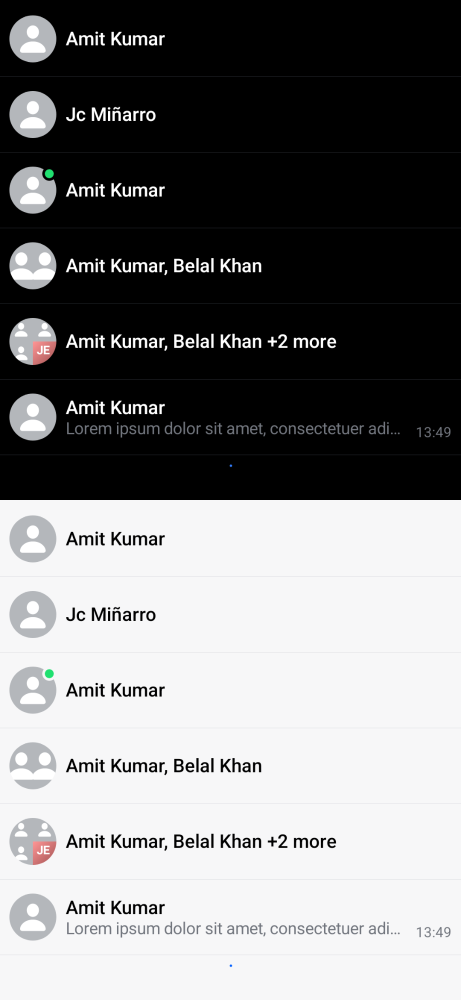 Amit Kumar
Jc Miñarro
Amit Kumar
Amit Kumar, Belal Khan
JE
Amit Kumar, Belal Khan +2 more
Amit Kumar
Lorem ipsum dolor sit amet, consectetuer adi... 13:49
Amit Kumar
Jc Miñarro
Amit Kumar
Amit Kumar, Belal Khan
JE
Amit Kumar, Belal Khan +2 more
Amit Kumar
Lorem ipsum dolor sit amet, consectetuer adi... 13:49